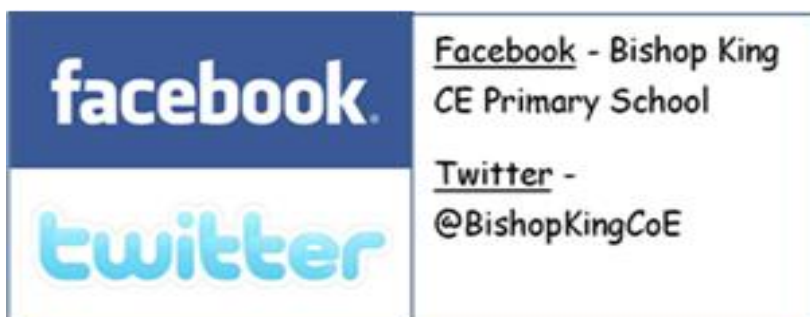 facebook.
twitter
Facebook - Bishop King
CE Primary School
Twitter -
@BishopKingCoE